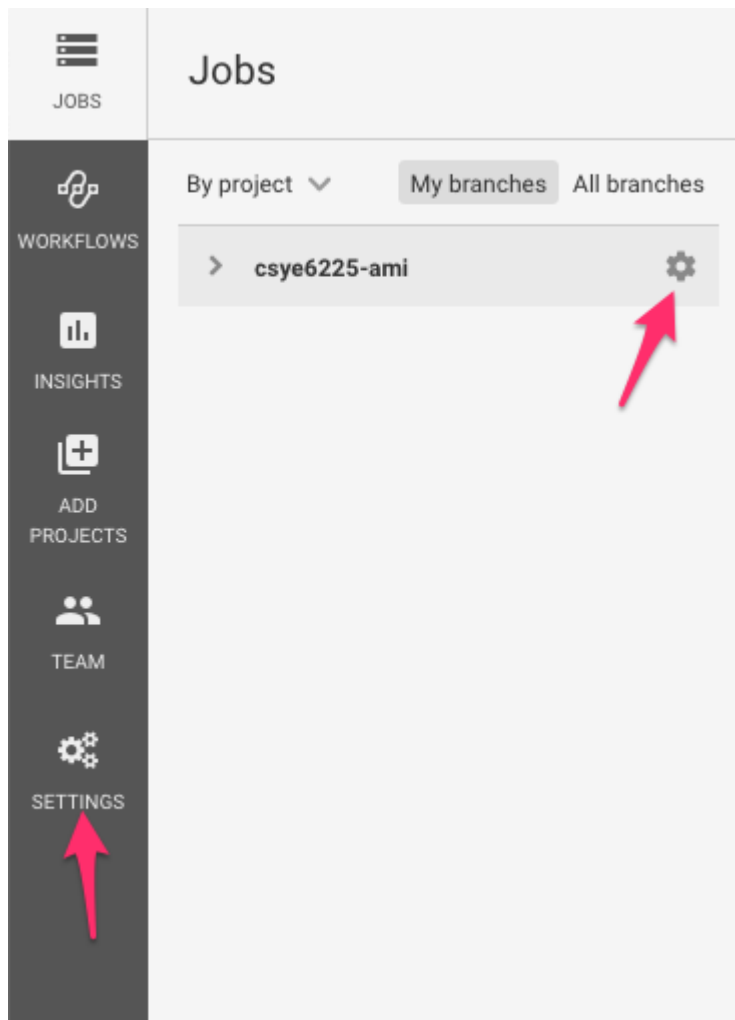 JOBS
Jobs
By project
My branches
All branches
WORKFLOWS
csye6225-ami
INSIGHTS
ADD
PROJECTS
TEAM
SETTINGS